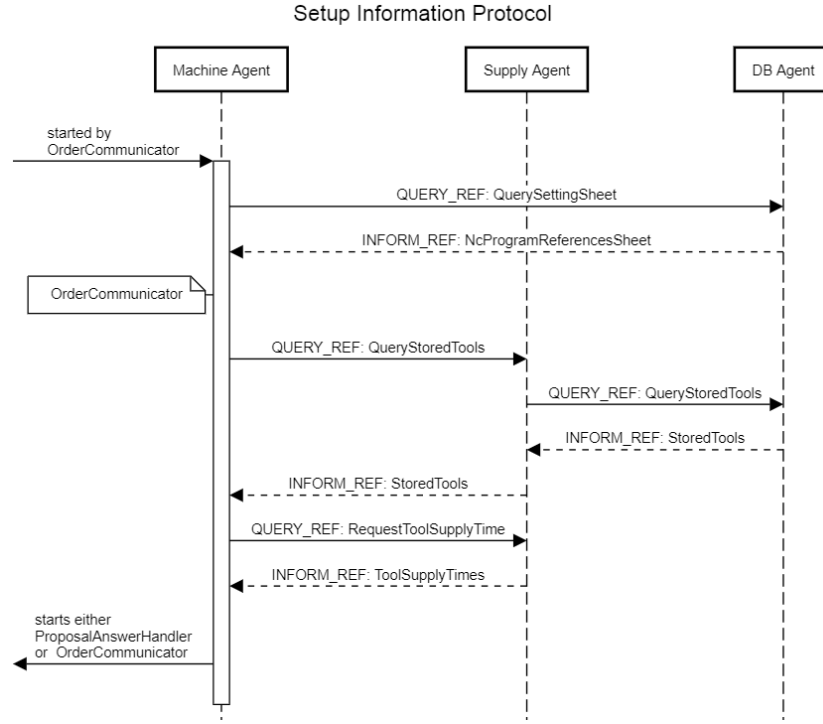 Setup Information Protocol
Machine Agent
Supply Agent
DB Agent
started by
OrderCommunicator
QUERY_REF: QuerySettingSheet
INFORM_REF: NcProgramReferencesSheet
OrderCommunicator
QUERY_REF: QueryStoredTools
QUERY_REF: QueryStoredTools
INFORM_REF: StoredTools
INFORM_REF: StoredTools
QUERY_REF: RequestToolSupplyTime
INFORM_REF: ToolSupplyTimes
starts either
ProposalAnswerHandler
or OrderCommunicator